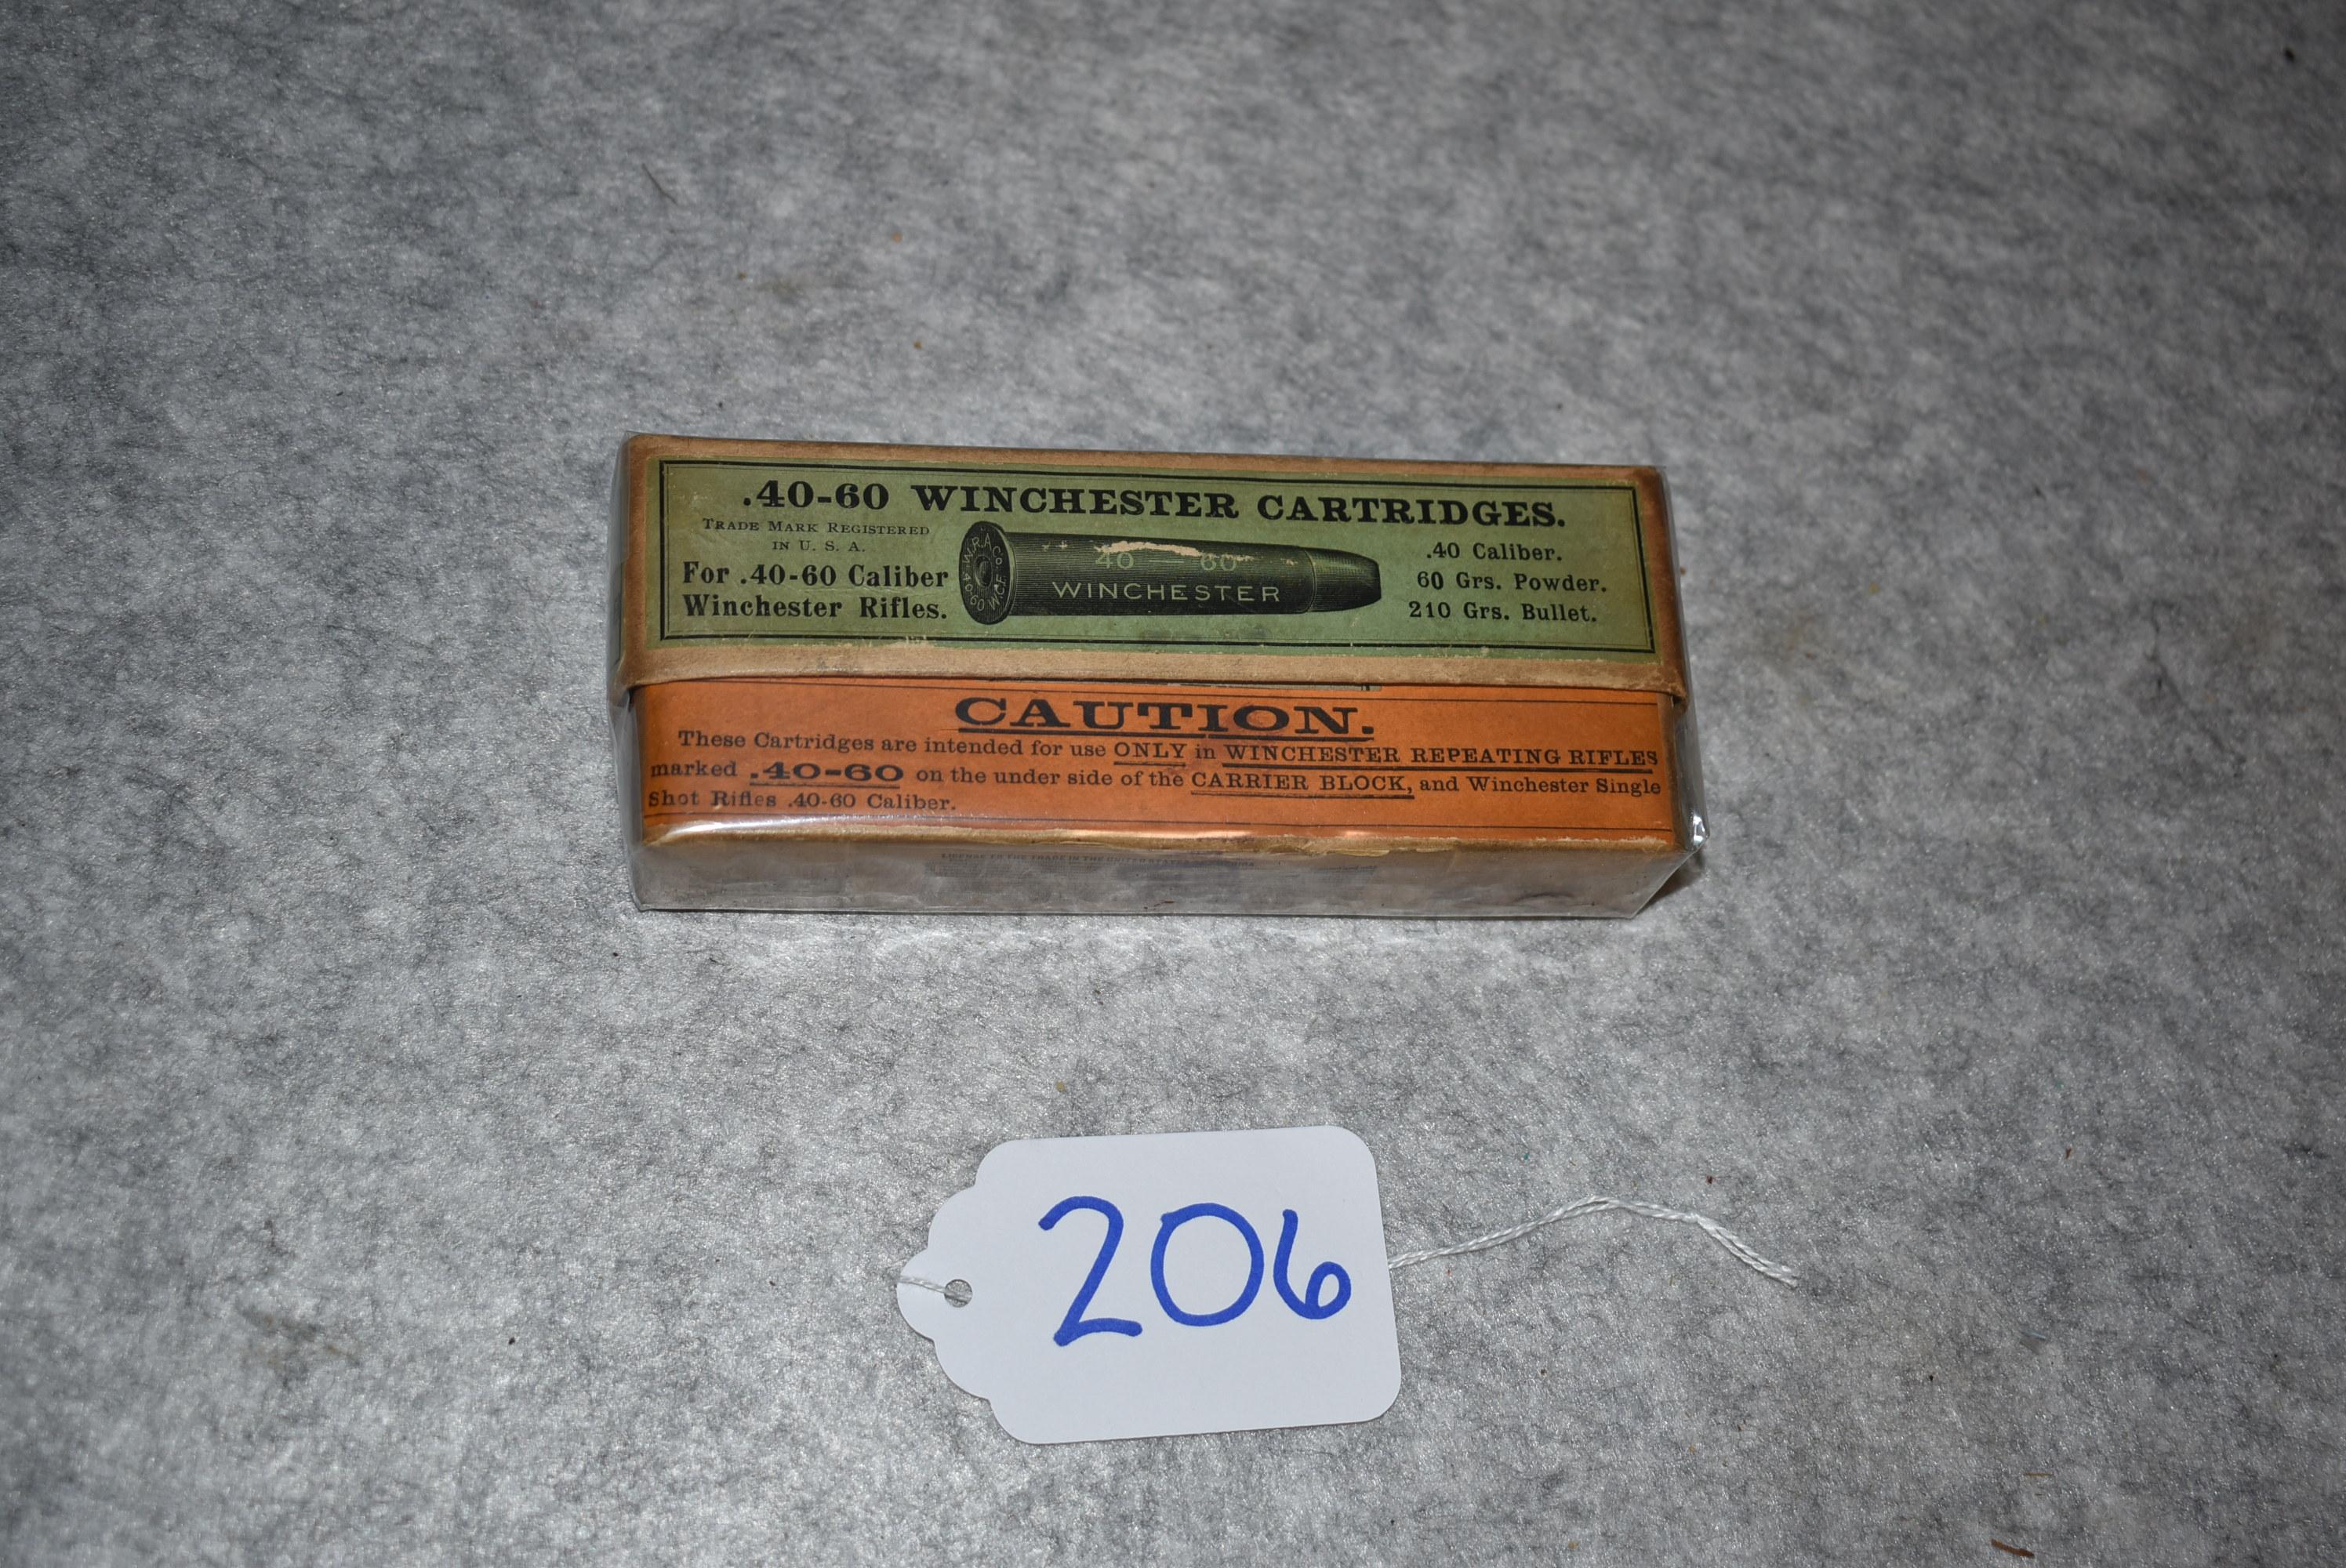 .40-60 WINCHESTER CARTRIDGES.
TRADE MARK REGISTERED
IN U. S. A.
For .40-60 Caliber
Winchester Rifles.
W.R.A.Co.
.40-60 W.C.F.
40 — 60
WINCHESTER
.40 Caliber.
60 Grs. Powder.
210 Grs. Bullet.
CAUTION.
These Cartridges are intended for use ONLY in WINCHESTER REPEATING RIFLES
marked .40-60 on the under side of the CARRIER BLOCK, and Winchester Single
Shot Rifles .40-60 Caliber.
206